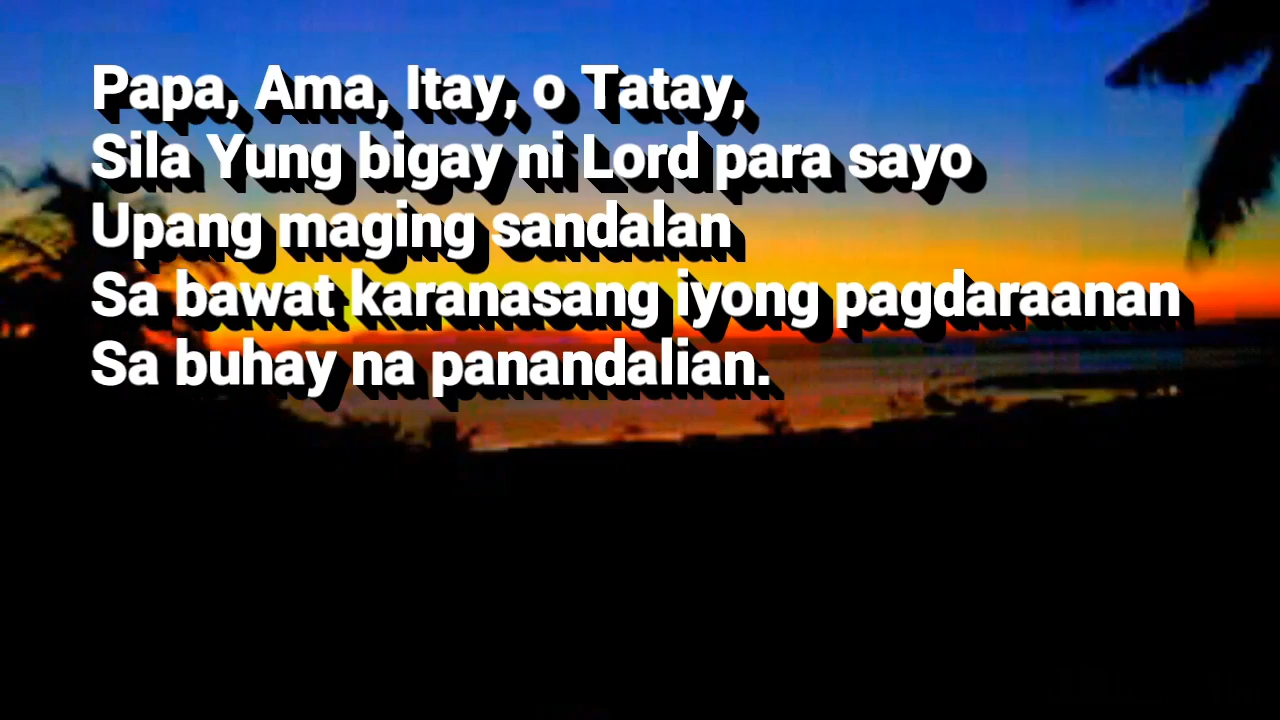 Papa, Ama, Itay, o Tatay,
Sila Yung bigay ni Lord para sayo
Upang maging sandalan
Sa bawat karanasang iyong pagdaraanan
Sa buhay na panandalian.